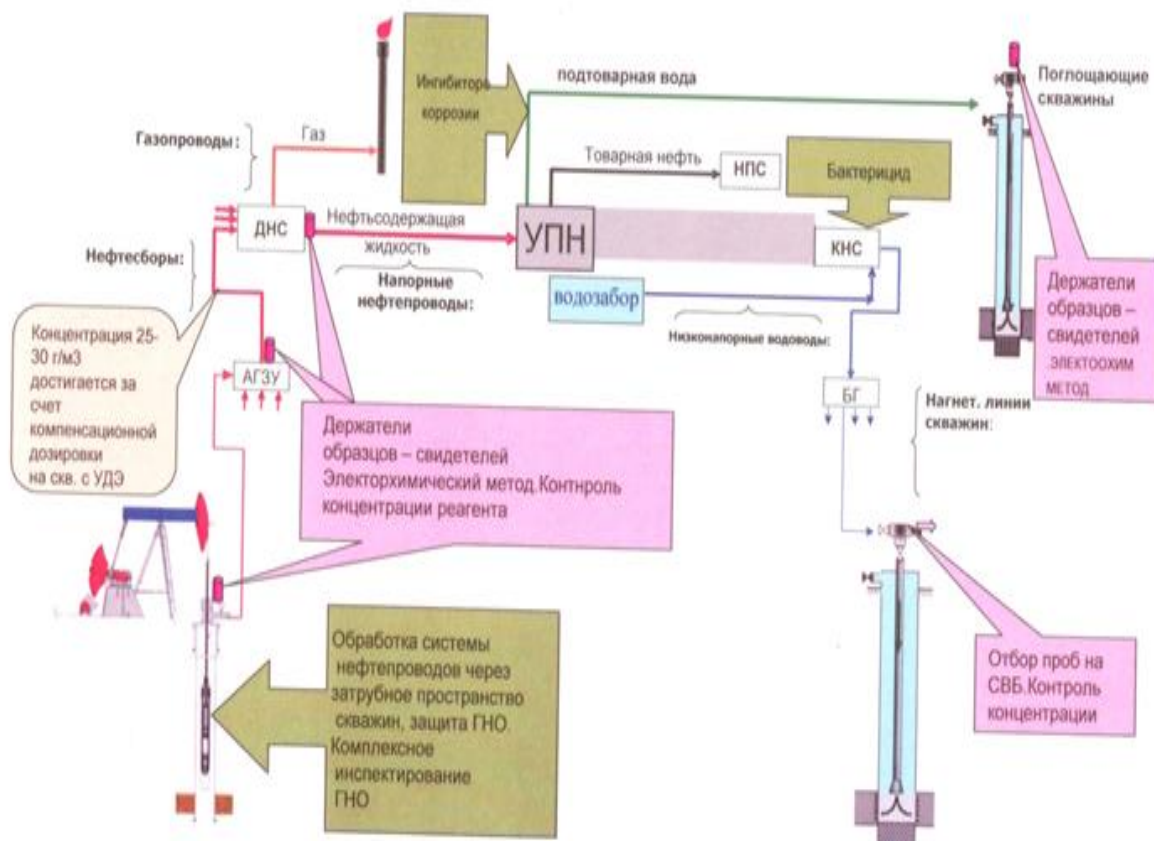 Ингибиторы
коррозии
подтоварная вода
Поглощающие
скважины
Газопроводы:
Газ
Товарная нефть
НПС
Бактерицид
ДНС
Нефтьсодержащая
жидкость
УПН
КНС
Нефтесборы:
Напорные
нефтепроводы:
водозабор
Низконапорные водоводы:
Держатели
образцов –
свидетелей
электоохим
метод
Концентрация 25-
30 г/м3
достигается за
счет
компенсационной
дозировки
на скв. с УДЭ
АГЗУ
БГ
Нагнет. линии
скважин:
Держатели
образцов – свидетелей
Электорхимический метод.Контнроль
концентрации реагента
Обработка системы
нефтепроводов через
затрубное пространство
скважин, защита ГНО.
Комплексное
инспектирование
ГНО
Отбор проб на
СВБ.Контроль
концентрации